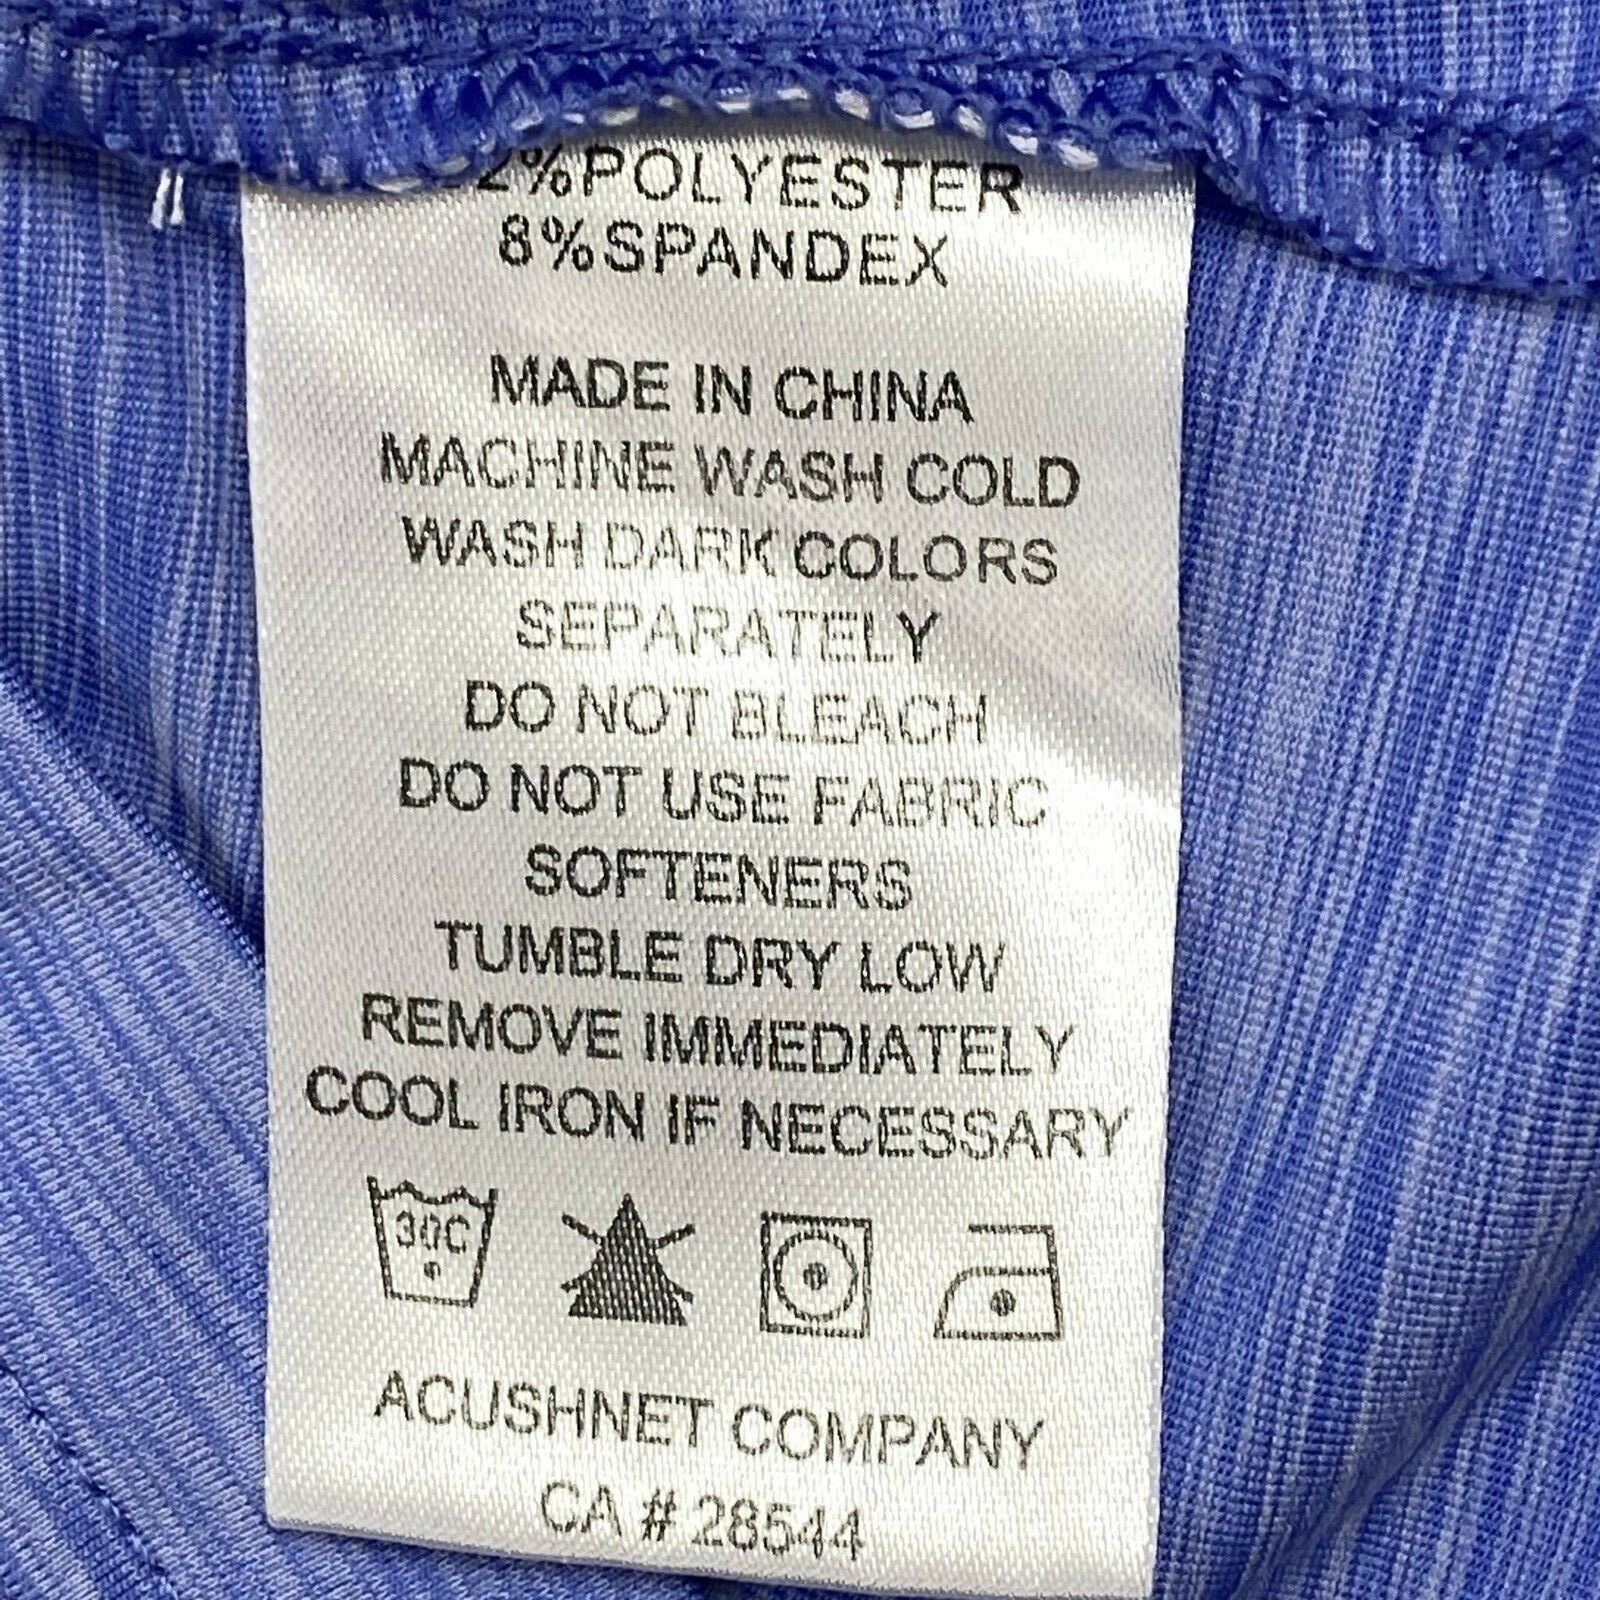 2%POLYESTER
8%SPANDEX
MADE IN CHINA
MACHINE WASH COLD
WASH DARK COLORS
SEPARATELY
DO NOT BLEACH
DO NOT USE FABRIC
SOFTENERS
TUMBLE DRY LOW
REMOVE IMMEDIATELY
COOL IRON IF NECESSARY
30C
ACUSHNET COMPANY
CA # 28544